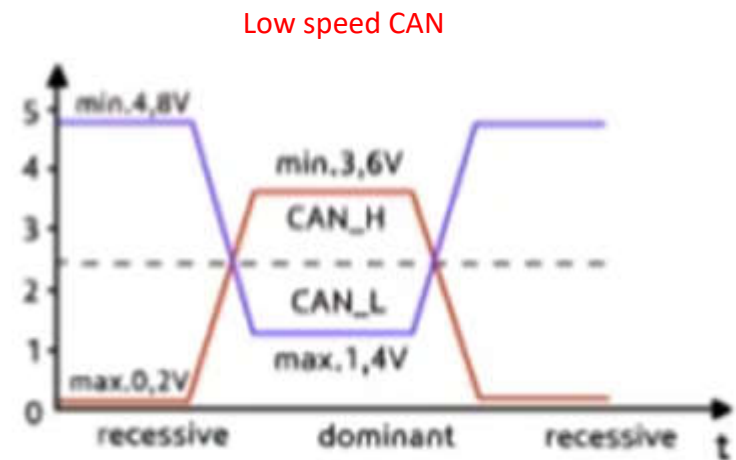 Low speed CAN
5
min.4,8V
4
min.3,6V
3
CAN_H
2
CAN_L
1
max.1,4V
max.0,2V
0
recessive dominant recessive t